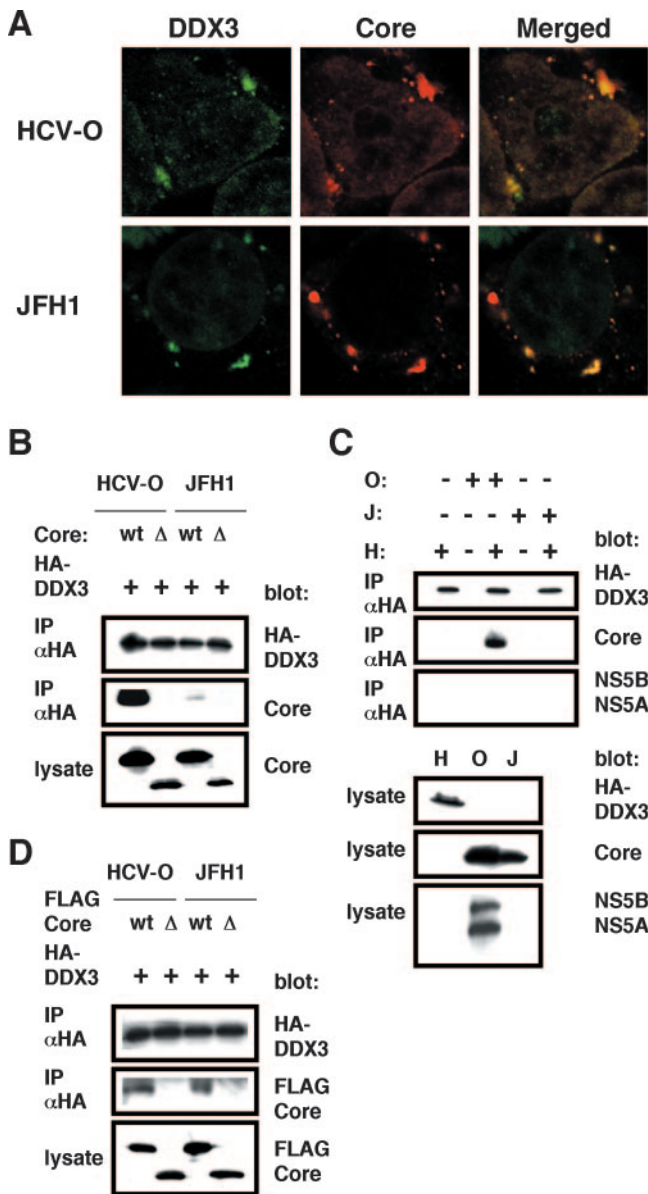 A
DDX3 Core Merged
HCV-O
JFH1
B
HCV-O JFH1
Core: wt Δ wt Δ
HA-
DDX3 + + + + blot:
IP
αHA
HA-
DDX3
IP
αHA
Core
lysate Core
C
O: - + + - -
J: - - - + +
H: + - + - + blot:
IP
αHA
HA-
DDX3
IP
αHA
Core
IP
αHA
NS5B
NS5A
H O J blot:
lysate
HA-
DDX3
lysate Core
lysate
NS5B
NS5A
D
HCV-O JFH1
FLAG
Core wt Δ wt Δ
HA-
DDX3 + + + + blot:
IP
αHA
HA-
DDX3
IP
αHA
FLAG
Core
lysate
FLAG
Core